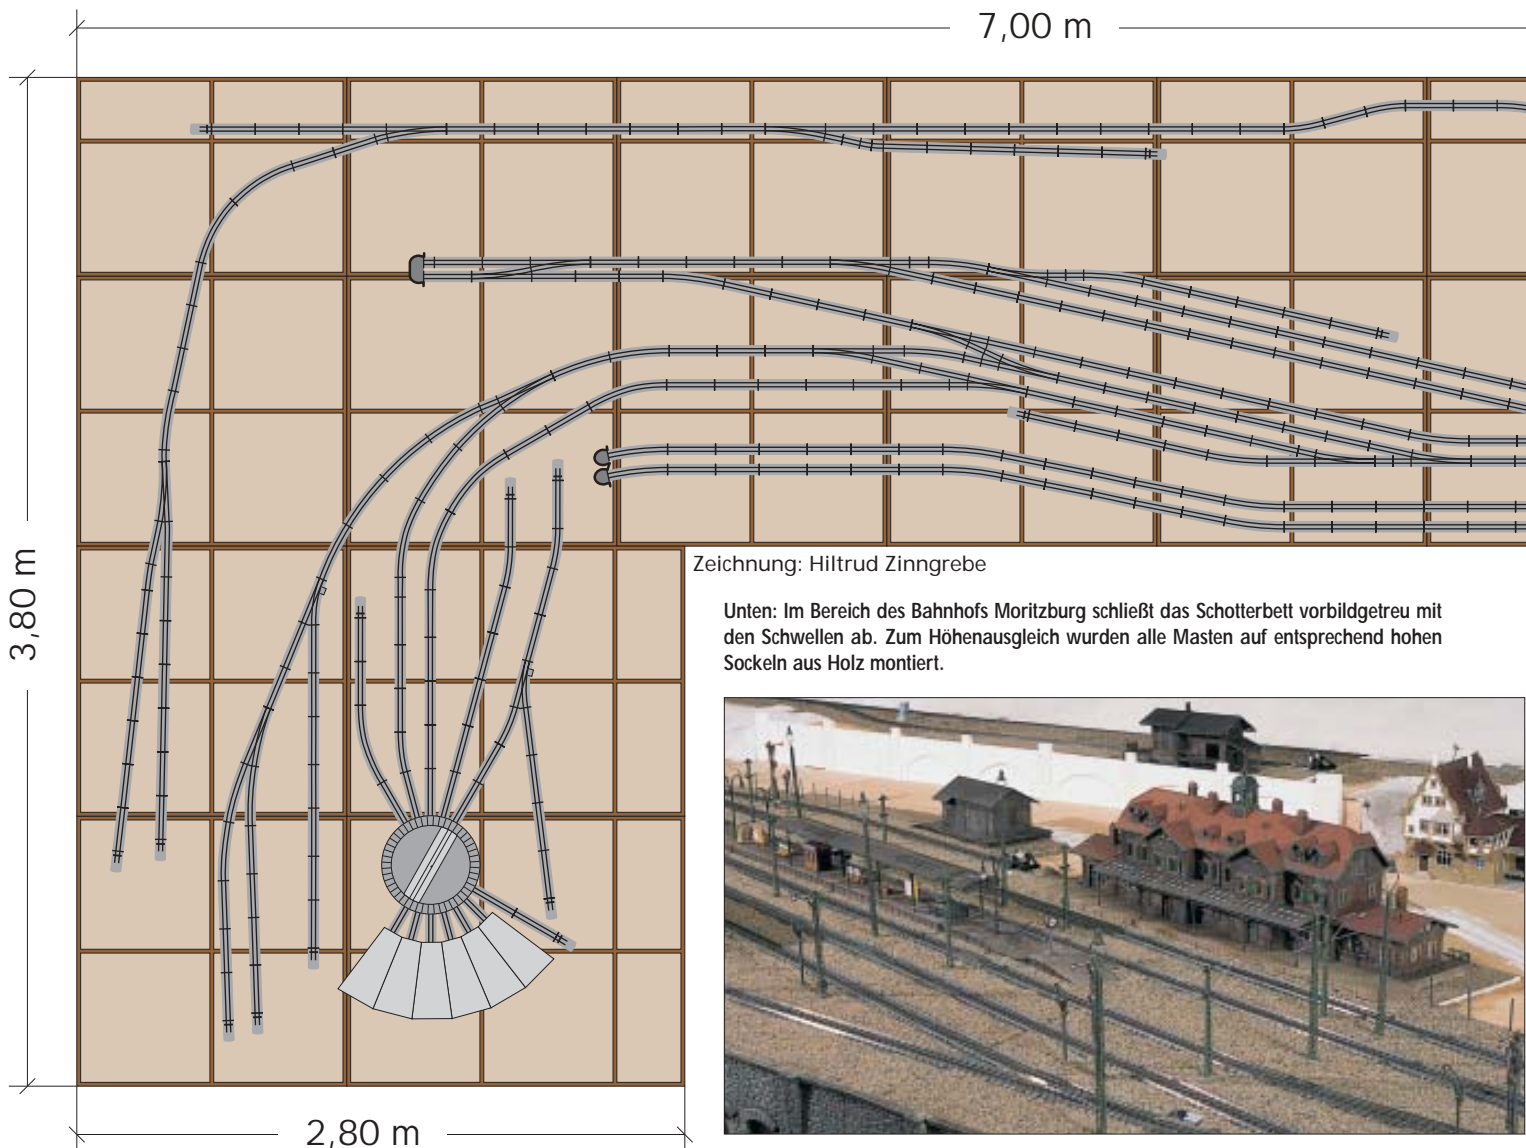 7,00 m
3,80 m
Zeichnung: Hiltrud Zinngrebe
Unten: Im Bereich des Bahnhofs Moritzburg schließt das Schotterbett vorbildgetreu mit
den Schwellen ab. Zum Höhenausgleich wurden alle Masten auf entsprechend hohen
Sockeln aus Holz montiert.
2,80 m